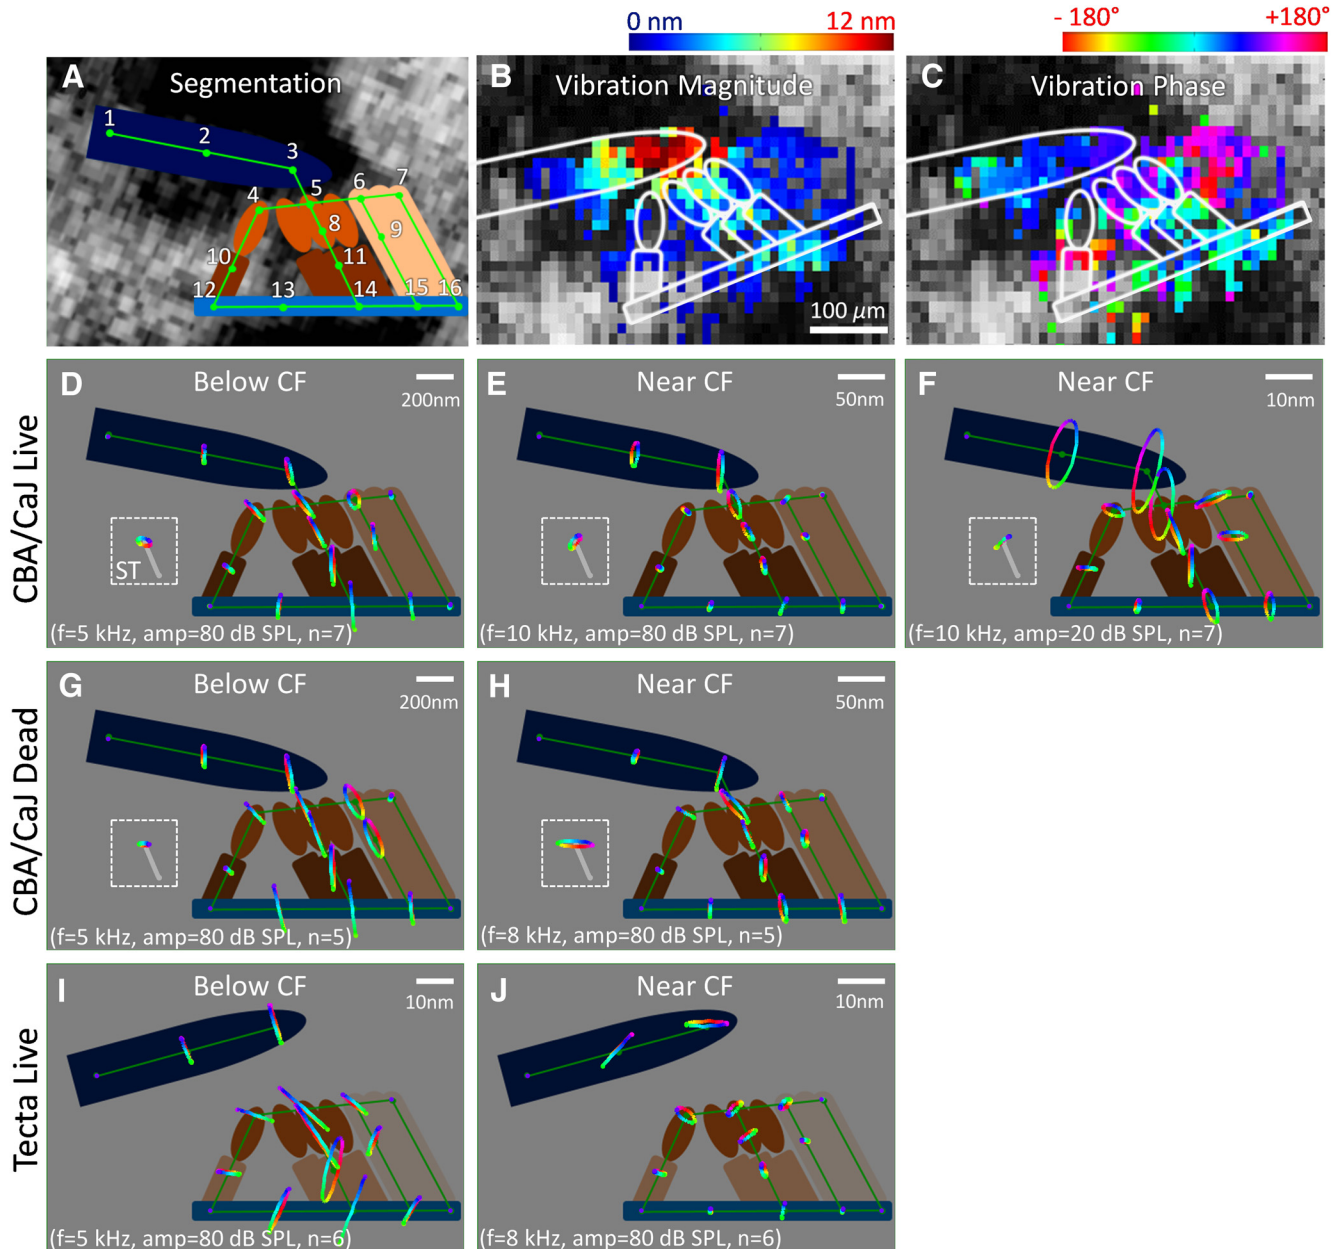 0 nm 12 nm
- 180° +180°
A Segmentation
1
2
3
4
5
6
7
8
9
10
11
12
13
14
15
16
B Vibration Magnitude
100 µm
C Vibration Phase
CBA/CaJ Live
D Below CF
200nm
ST
(f=5 kHz, amp=80 dB SPL, n=7)
E Near CF
50nm
(f=10 kHz, amp=80 dB SPL, n=7)
F Near CF
10nm
(f=10 kHz, amp=20 dB SPL, n=7)
CBA/CaJ Dead
G Below CF
200nm
(f=5 kHz, amp=80 dB SPL, n=5)
H Near CF
50nm
(f=8 kHz, amp=80 dB SPL, n=5)
Tecta Live
I Below CF
10nm
(f=5 kHz, amp=80 dB SPL, n=6)
J Near CF
10nm
(f=8 kHz, amp=80 dB SPL, n=6)